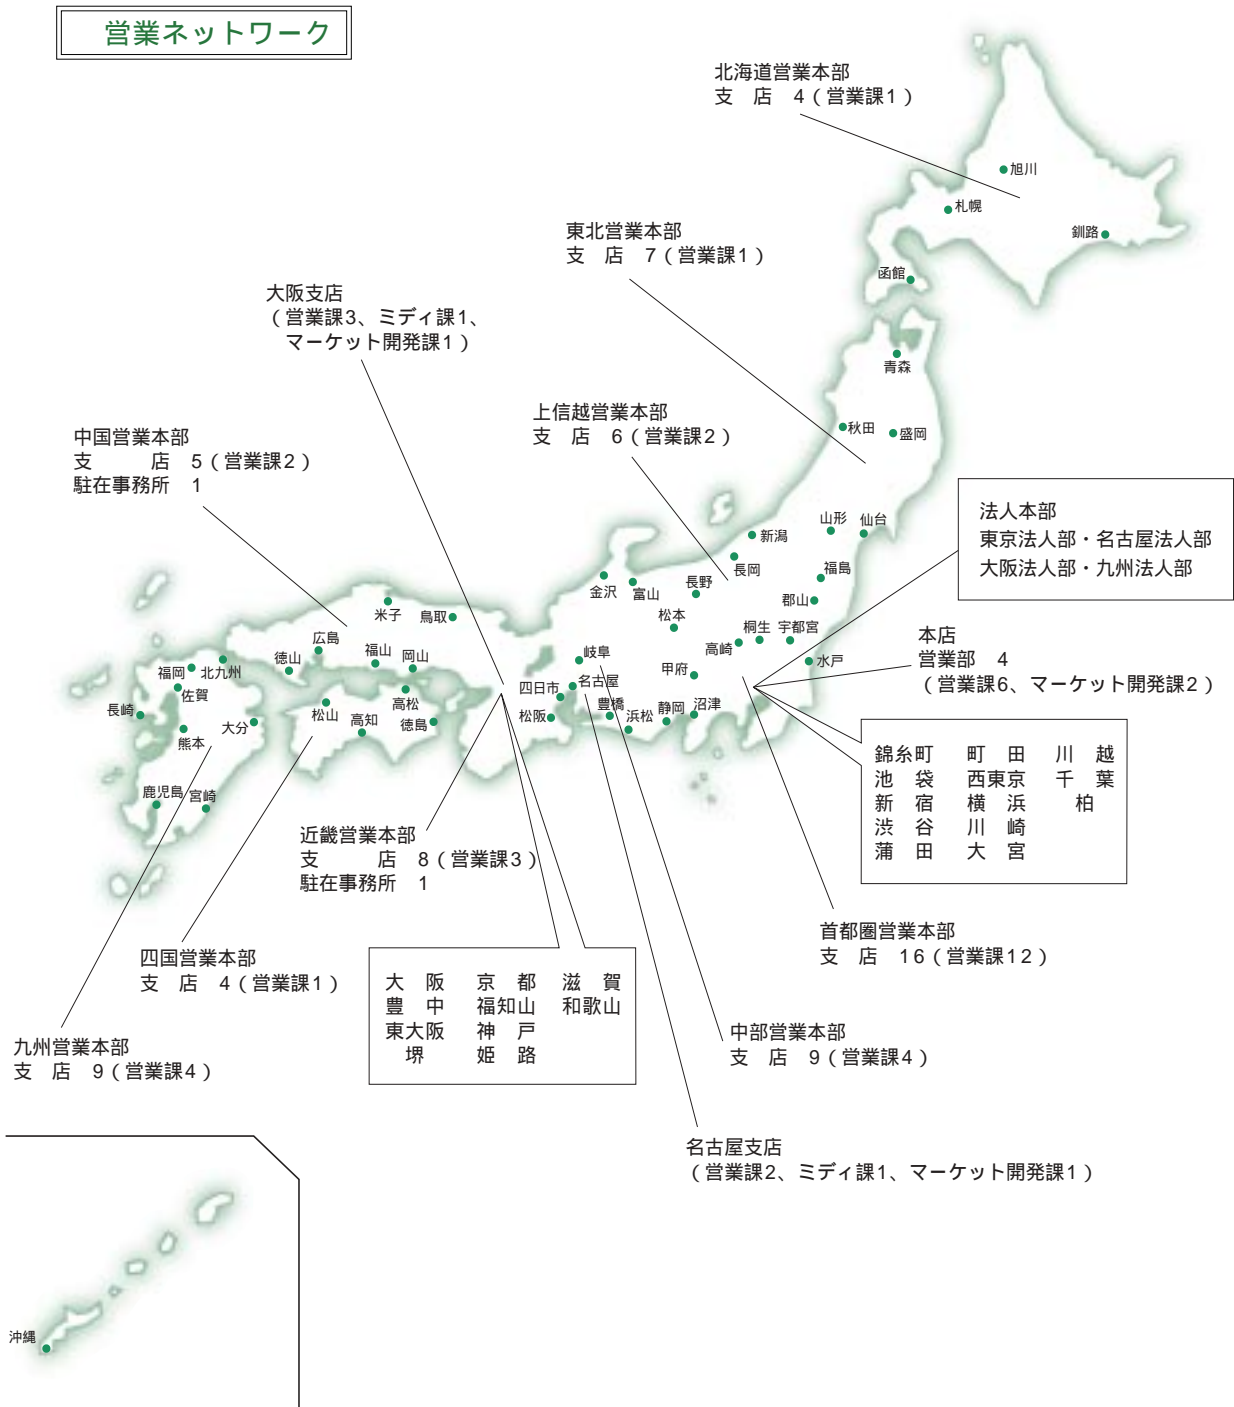 営業ネットワーク
北海道営業本部
支　店　4（営業課1）
旭川
札幌
釧路
函館
東北営業本部
支　店　7（営業課1）
大阪支店
（営業課3、ミディ課1、
マーケット開発課1）
青森
秋田
盛岡
上信越営業本部
支　店　6（営業課2）
中国営業本部
支　　　店　5（営業課2）
駐在事務所　1
法人本部
東京法人部・名古屋法人部
大阪法人部・九州法人部
山形
仙台
新潟
長岡
福島
長野
金沢
富山
郡山
米子
鳥取
松本
桐生
宇都宮
高崎
水戸
本店
営業部　4
（営業課6、マーケット開発課2）
広島
徳山
福山
岡山
岐阜
甲府
福岡
北九州
佐賀
長崎
熊本
大分
鹿児島
宮崎
松山
高知
高松
徳島
四日市
名古屋
松阪
豊橋
浜松
静岡
沼津
錦糸町　町　田　川　越
池　袋　西東京　千　葉
新　宿　横　浜　　柏
渋　谷　川　崎
蒲　田　大　宮
近畿営業本部
支　　　店　8（営業課3）
駐在事務所　1
首都圏営業本部
支　店　16（営業課12）
四国営業本部
支　店　4（営業課1）
大　阪　京　都　滋　賀
豊　中　福知山　和歌山
東大阪　神　戸
堺　姫　路
九州営業本部
支　店　9（営業課4）
中部営業本部
支　店　9（営業課4）
名古屋支店
（営業課2、ミディ課1、マーケット開発課1）
沖縄